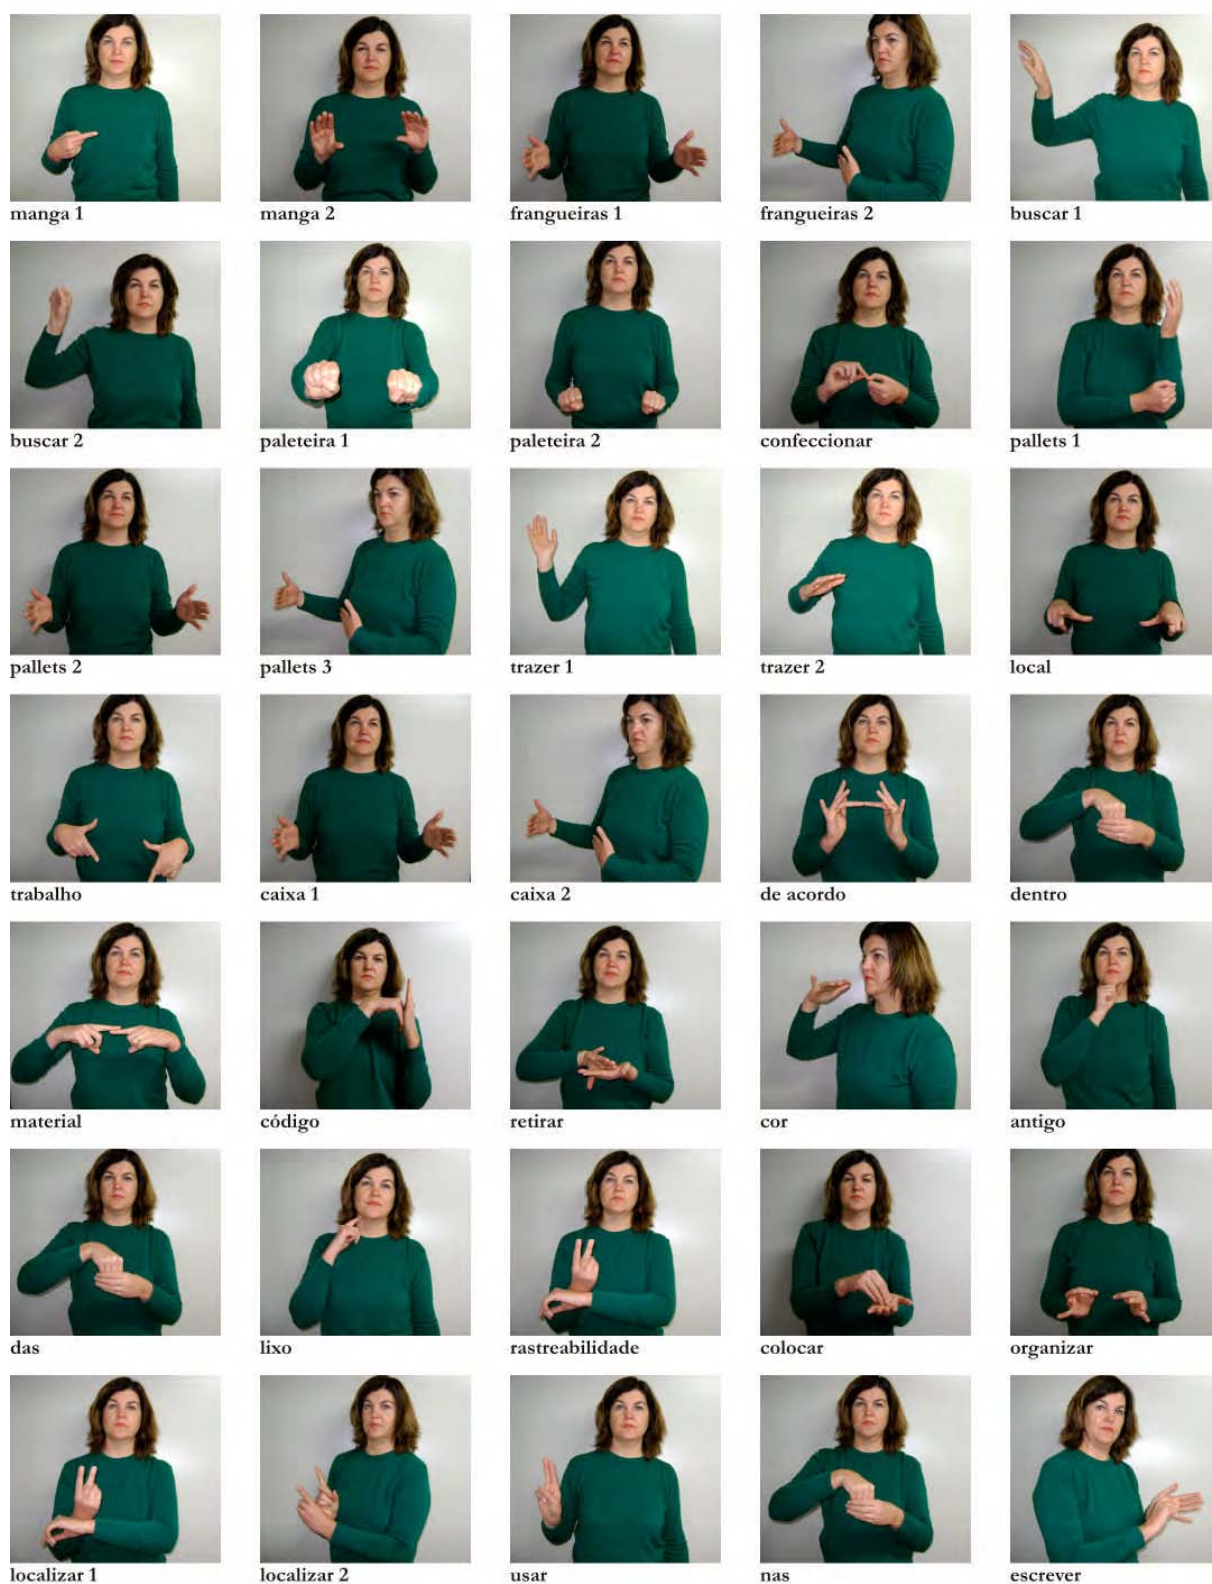 manga 1
manga 2
frangueiras 1
frangueiras 2
buscar 1
buscar 2
paleteira 1
paleteira 2
confeccionar
pallets 1
pallets 2
pallets 3
trazer 1
trazer 2
local
trabalho
caixa 1
caixa 2
de acordo
dentro
material
código
retirar
cor
antigo
das
lixo
rastreabilidade
colocar
organizar
localizar 1
localizar 2
usar
nas
escrever